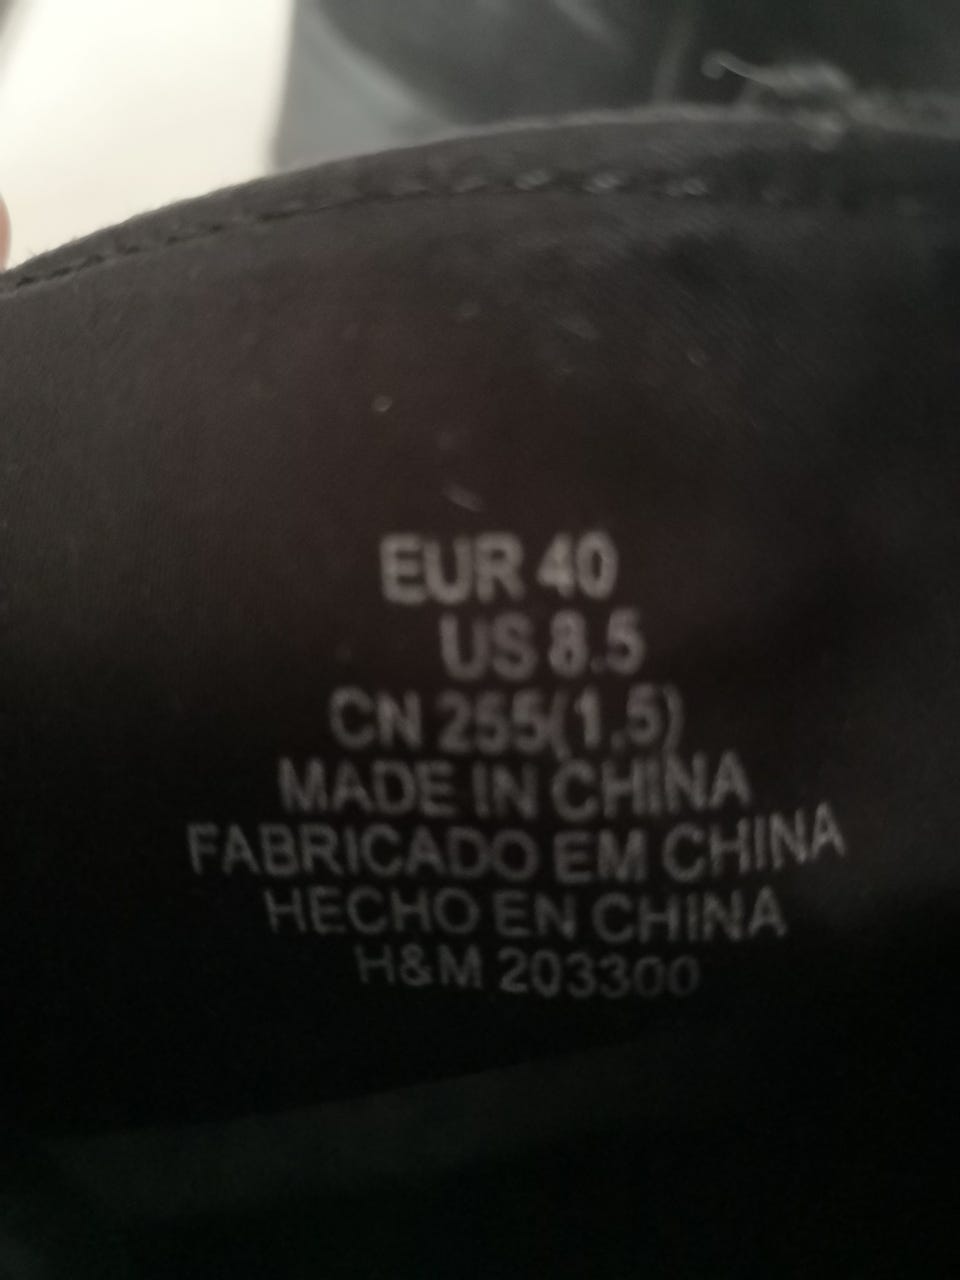 EUR 40
US 8.5
CN 255(1.5)
MADE IN CHINA
FABRICADO EM CHINA
HECHO EN CHINA
H&M 203300